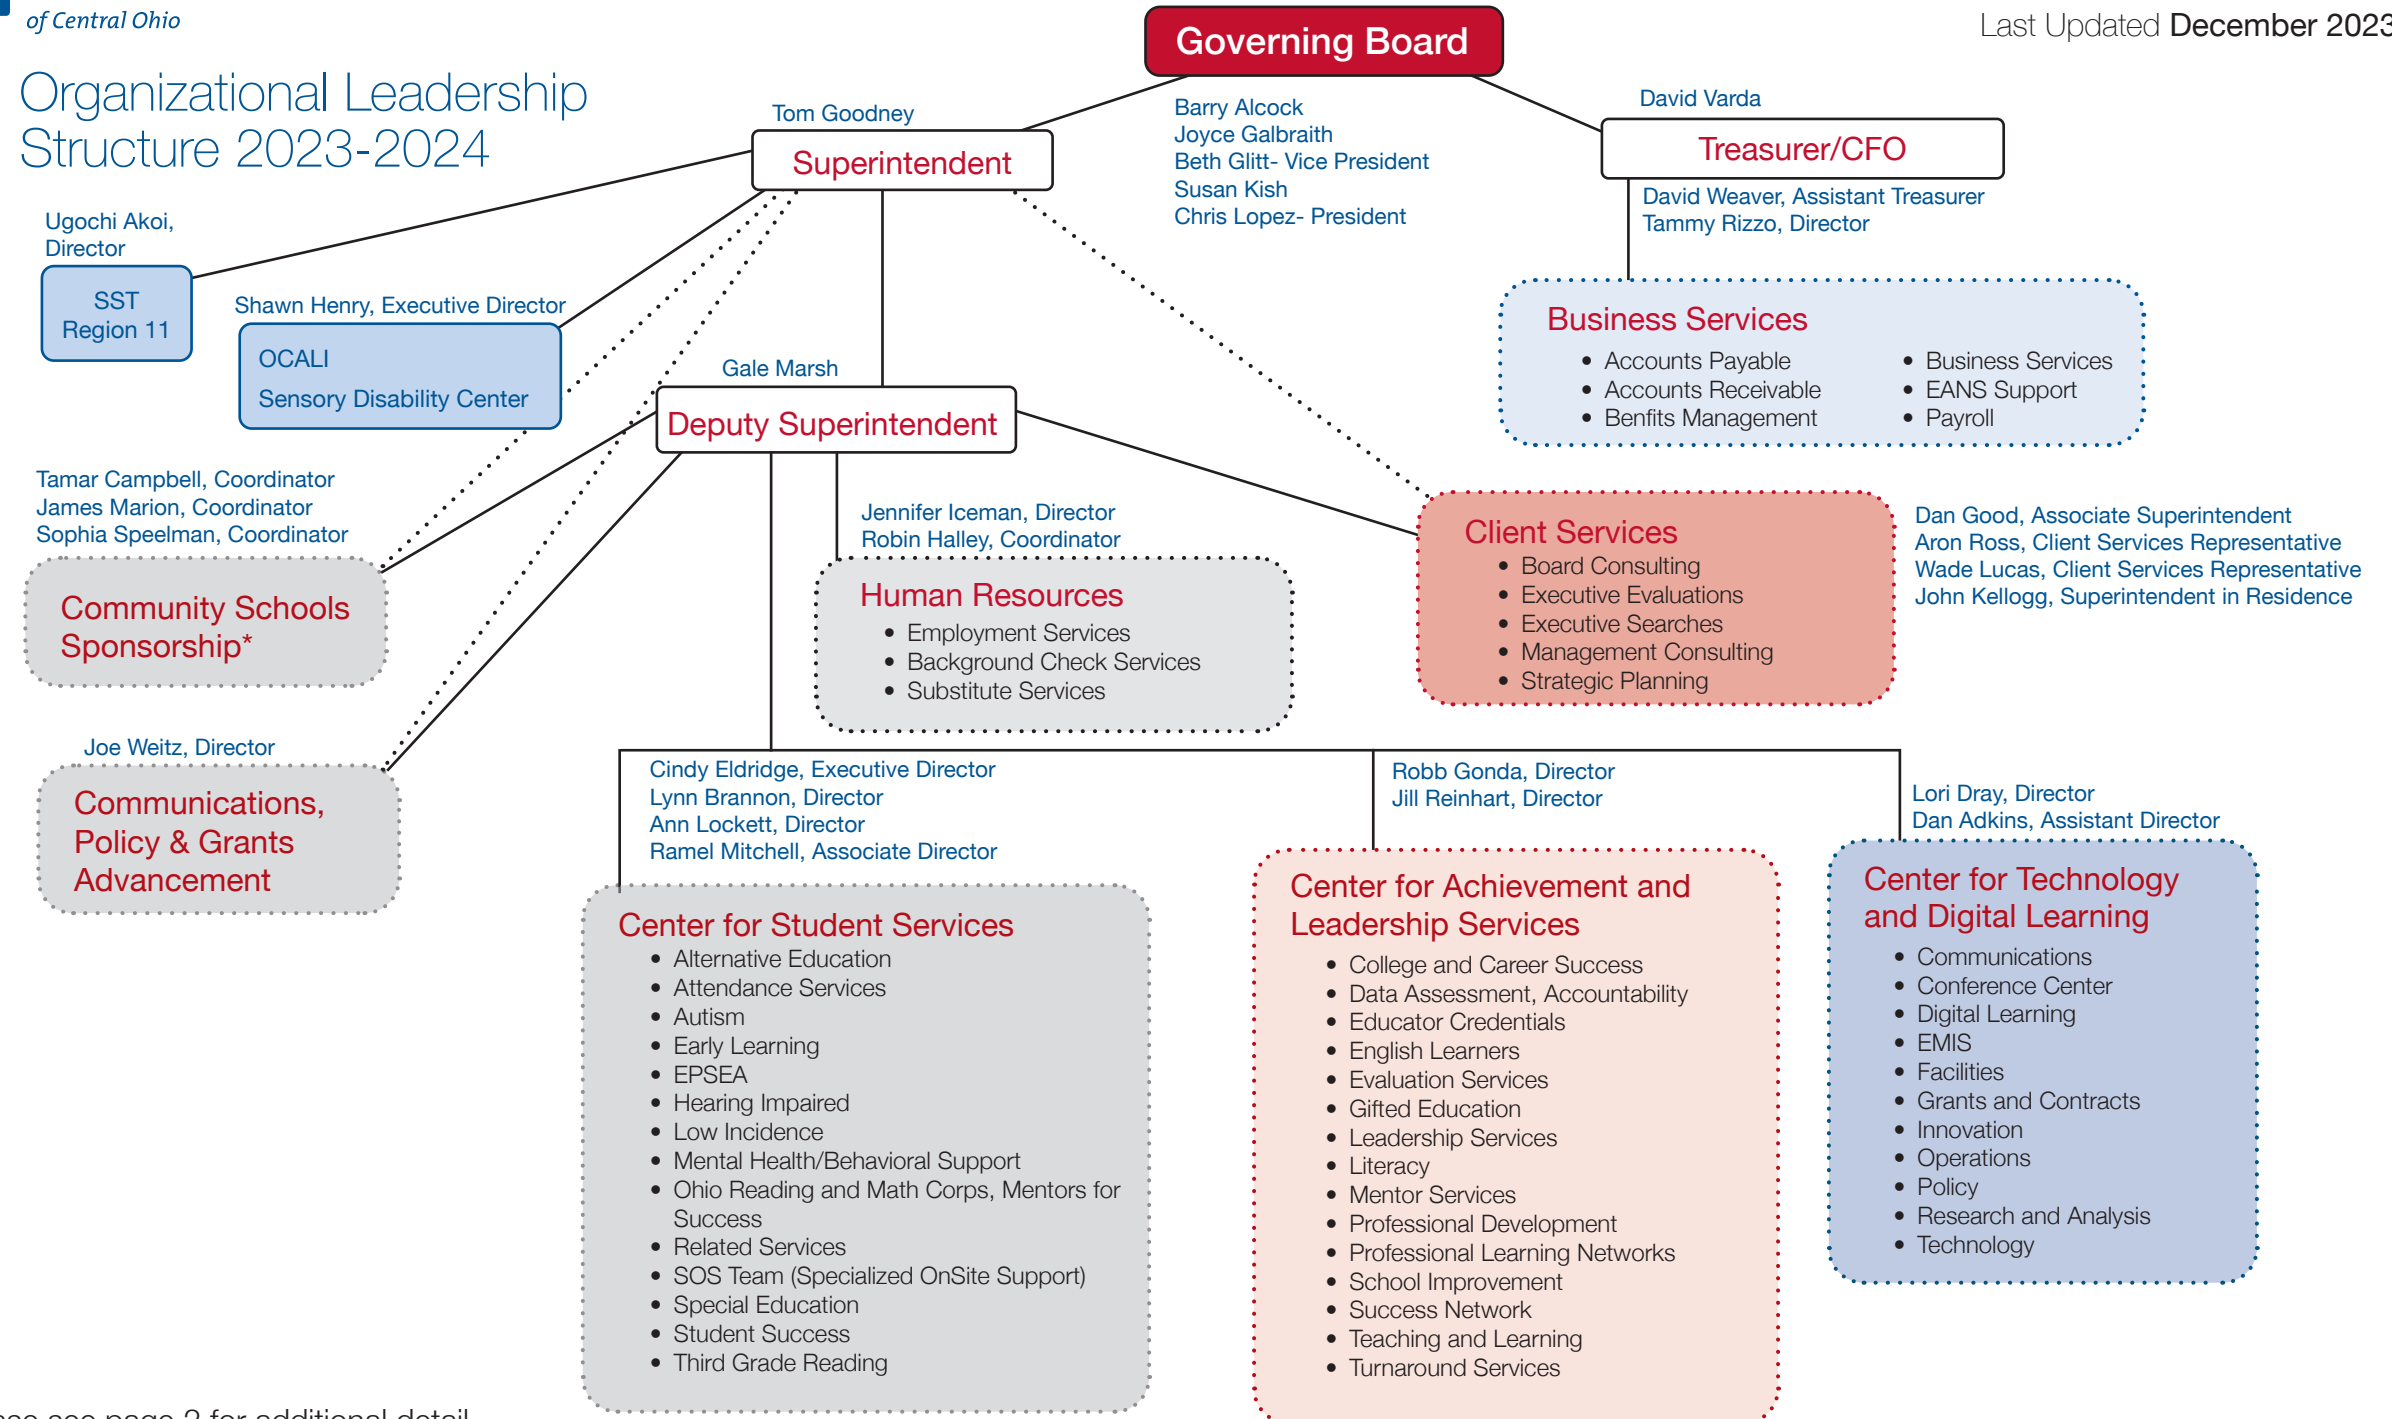 of Central Ohio
Last Updated December 2023
Organizational Leadership
Structure 2023-2024
Governing Board
Barry Alcock
Joyce Galbraith
Beth Glitt- Vice President
Susan Kish
Chris Lopez- President
Tom Goodney
Superintendent
David Varda
Treasurer/CFO
David Weaver, Assistant Treasurer
Tammy Rizzo, Director
Ugochi Akoi,
Director
SST
Region 11
Shawn Henry, Executive Director
OCALI
Sensory Disability Center
Business Services
• Accounts Payable
• Accounts Receivable
• Benfits Management
• Business Services
• EANS Support
• Payroll
Gale Marsh
Deputy Superintendent
Tamar Campbell, Coordinator
James Marion, Coordinator
Sophia Speelman, Coordinator
Community Schools
Sponsorship*
Jennifer Iceman, Director
Robin Halley, Coordinator
Human Resources
• Employment Services
• Background Check Services
• Substitute Services
Client Services
• Board Consulting
• Executive Evaluations
• Executive Searches
• Management Consulting
• Strategic Planning
Dan Good, Associate Superintendent
Aron Ross, Client Services Representative
Wade Lucas, Client Services Representative
John Kellogg, Superintendent in Residence
Joe Weitz, Director
Communications,
Policy & Grants
Advancement
Cindy Eldridge, Executive Director
Lynn Brannon, Director
Ann Lockett, Director
Ramel Mitchell, Associate Director
Center for Student Services
• Alternative Education
• Attendance Services
• Autism
• Early Learning
• EPSEA
• Hearing Impaired
• Low Incidence
• Mental Health/Behavioral Support
• Ohio Reading and Math Corps, Mentors for
Success
• Related Services
• SOS Team (Specialized OnSite Support)
• Special Education
• Student Success
• Third Grade Reading
Robb Gonda, Director
Jill Reinhart, Director
Center for Achievement and
Leadership Services
• College and Career Success
• Data Assessment, Accountability
• Educator Credentials
• English Learners
• Evaluation Services
• Gifted Education
• Leadership Services
• Literacy
• Mentor Services
• Professional Development
• Professional Learning Networks
• School Improvement
• Success Network
• Teaching and Learning
• Turnaround Services
Lori Dray, Director
Dan Adkins, Assistant Director
Center for Technology
and Digital Learning
• Communications
• Conference Center
• Digital Learning
• EMIS
• Facilities
• Grants and Contracts
• Innovation
• Operations
• Policy
• Research and Analysis
• Technology
see page 2 for additional detail